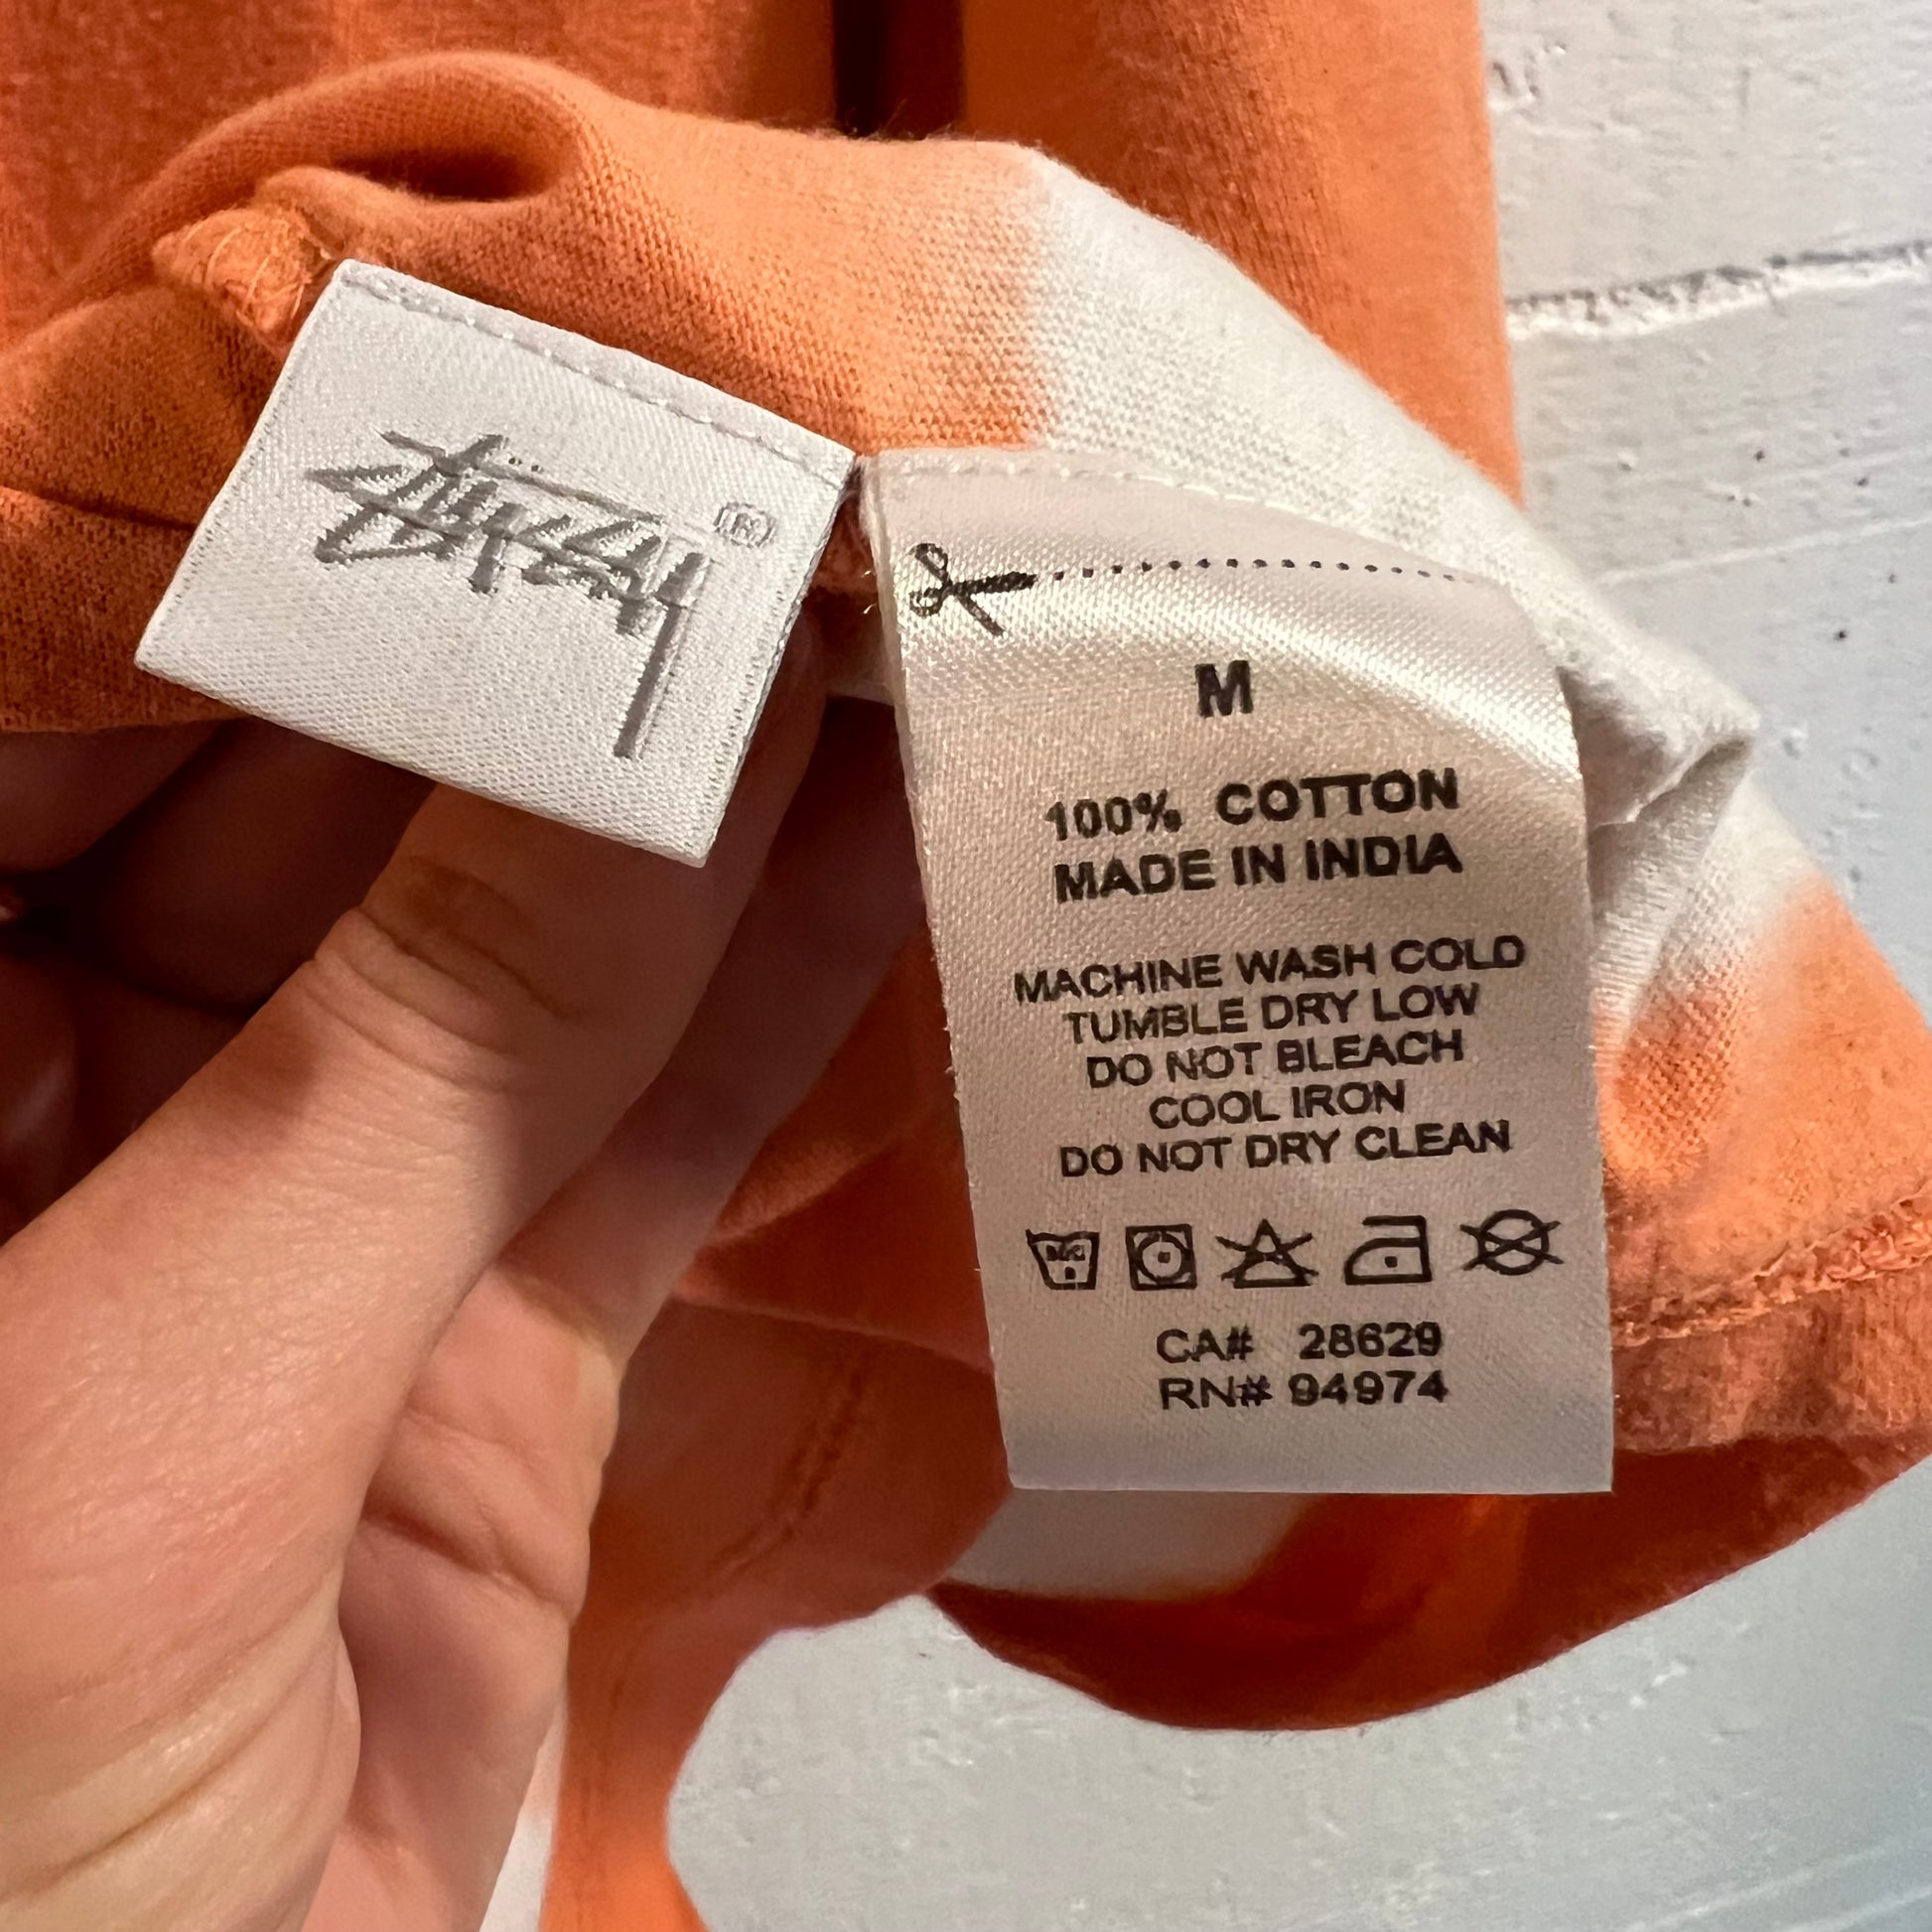 Stüssy ®
M
100% COTTON
MADE IN INDIA
MACHINE WASH COLD
TUMBLE DRY LOW
DO NOT BLEACH
COOL IRON
DO NOT DRY CLEAN
CA# 28629
RN# 94974